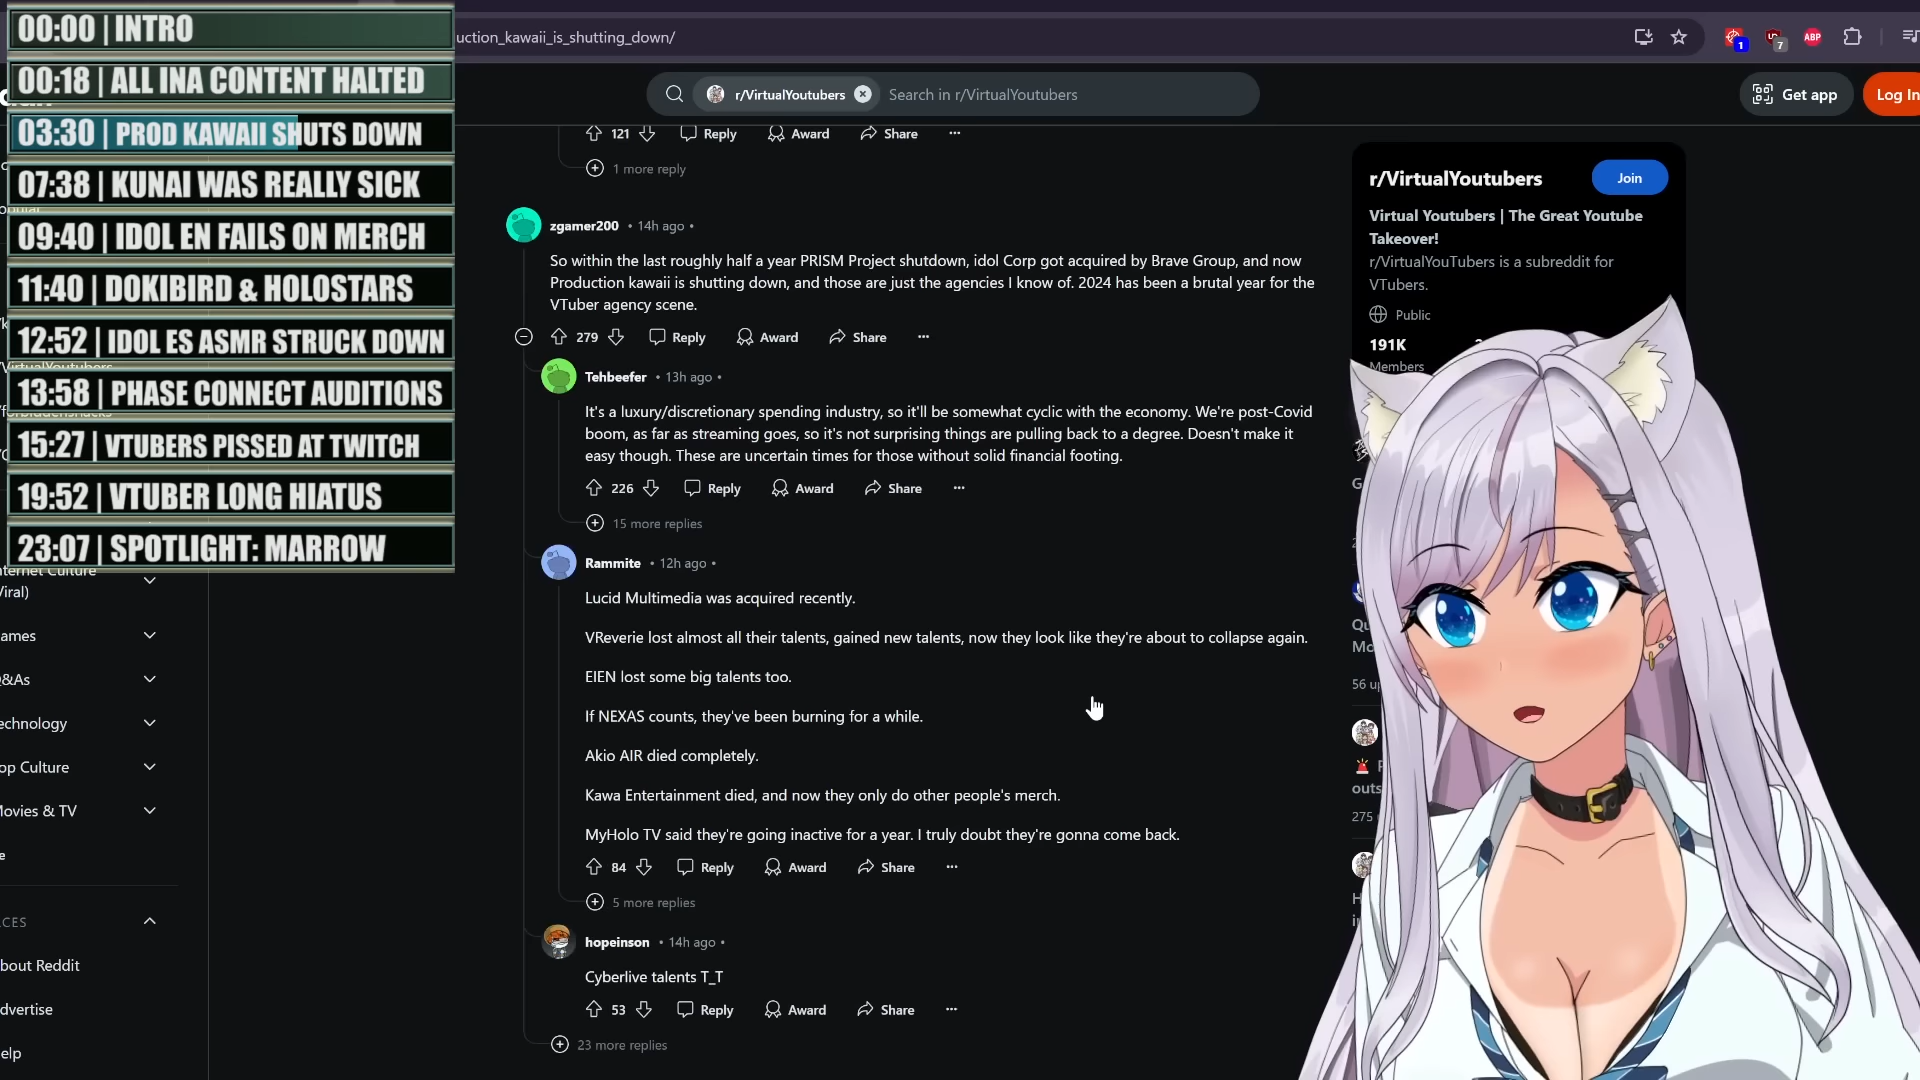 00:00 | INTRO
00:18 | ALL INA CONTENT HALTED
03:30 | PROD KAWAII SHUTS DOWN
07:38 | KUNAI WAS REALLY SICK
09:40 | IDOL EN FAILS ON MERCH
11:40 | DOKIBIRD & HOLOSTARS
12:52 | IDOL ES ASMR STRUCK DOWN
13:58 | PHASE CONNECT AUDITIONS
15:27 | VTUBERS PISSED AT TWITCH
19:52 | VTUBER LONG HIATUS
23:07 | SPOTLIGHT: MARROW
uction_kawaii_is_shutting_down/
1
7
ABP
r/VirtualYoutubers
Search in r/VirtualYoutubers
Get app
Log In
121 Reply Award Share
1 more reply
zgamer200 • 14h ago •
So within the last roughly half a year PRISM Project shutdown, idol Corp got acquired by Brave Group, and now
Production kawaii is shutting down, and those are just the agencies I know of. 2024 has been a brutal year for the
VTuber agency scene.
279 Reply Award Share
Tehbeefer • 13h ago •
It's a luxury/discretionary spending industry, so it'll be somewhat cyclic with the economy. We're post-Covid
boom, as far as streaming goes, so it's not surprising things are pulling back to a degree. Doesn't make it
easy though. These are uncertain times for those without solid financial footing.
226 Reply Award Share
15 more replies
Rammite • 12h ago •
Lucid Multimedia was acquired recently.
VReverie lost almost all their talents, gained new talents, now they look like they're about to collapse again.
EIEN lost some big talents too.
If NEXAS counts, they've been burning for a while.
Akio AIR died completely.
Kawa Entertainment died, and now they only do other people's merch.
MyHolo TV said they're going inactive for a year. I truly doubt they're gonna come back.
84 Reply Award Share
5 more replies
hopeinson • 14h ago •
Cyberlive talents T_T
53 Reply Award Share
23 more replies
r/VirtualYoutubers
Join
Virtual Youtubers | The Great Youtube
Takeover!
r/VirtualYouTubers is a subreddit for
VTubers.
Public
191K
Members
Qu
Mo
56 u
outs
275
nternet Culture
Viral)
ames
Q&As
echnology
op Culture
Movies & TV
e
CES
bout Reddit
dvertise
elp